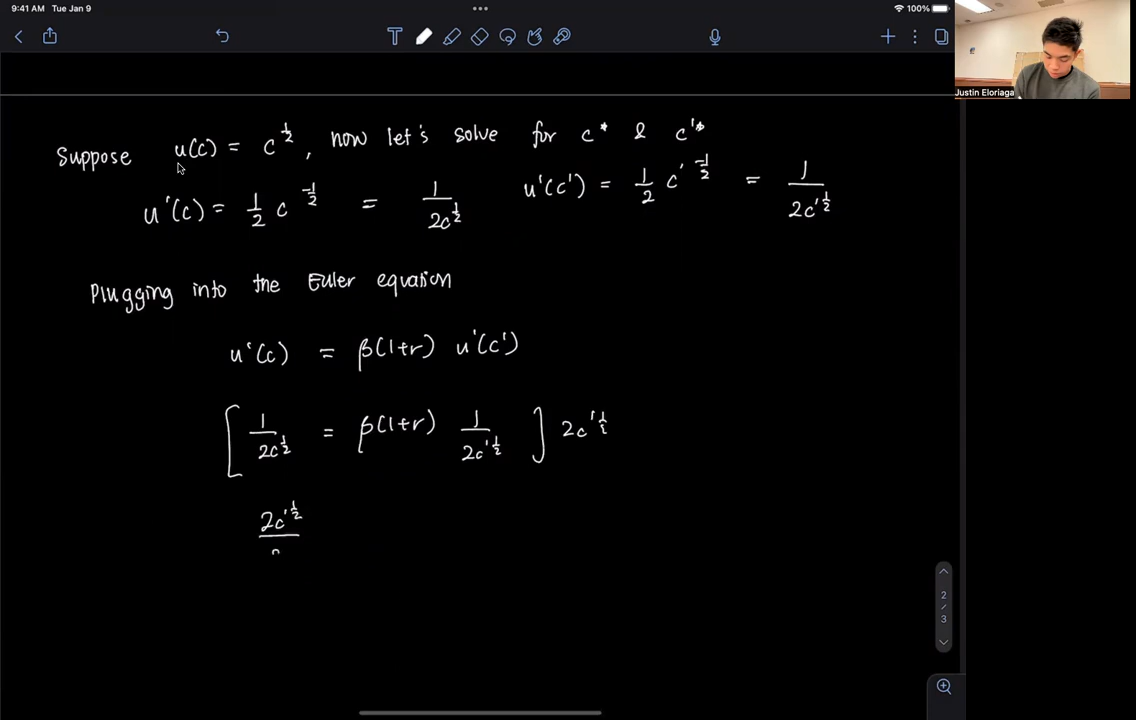 9:41 AM Tue Jan 9
100%
Justin Eloriaga
Suppose u(c) = c^{1/2}, now let's solve for c* & c'*
u'(c) = 1/2 c^{-1/2} = 1/(2c^{1/2}) u'(c') = 1/2 c'^{-1/2} = 1/(2c'^{1/2})
Plugging into the Euler equation
u'(c) = β(1+r) u'(c')
[ 1/(2c^{1/2}) = β(1+r) 1/(2c'^{1/2}) ] 2c'^{1/2}
2c'^{1/2}
2
/
3